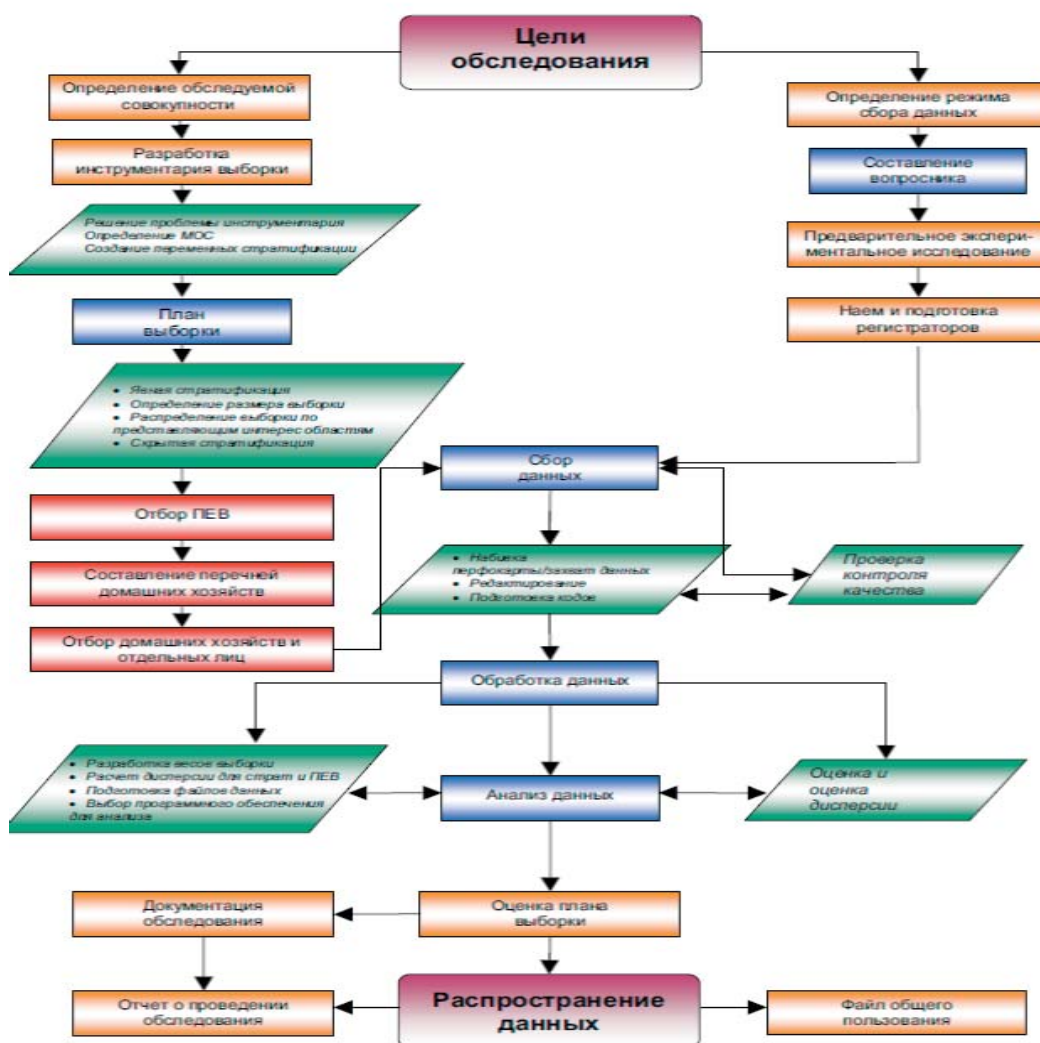 Цели
обследования
Определение обследуемой
совокупности
Разработка
инструментария выборки
Решение проблемы инструментария
Определение МОС
Создание переменных стратификации
План
выборки
• Явная стратификация
• Определение размера выборки
• Распределение выборки по
представляющим интерес областям
• Скрытая стратификация
Отбор ПЕВ
Составление перечней
домашних хозяйств
Отбор домашних хозяйств и
отдельных лиц
Определение режима
сбора данных
Составление
вопросника
Предварительное экспери-
ментальное исследование
Наем и подготовка
регистраторов
Сбор
данных
• Набивка
перфокарты/захват данных
• Редактирование
• Подготовка кодов
Проверка
контроля
качества
Обработка данных
• Разработка весов выборки
• Расчет дисперсии для страт и ПЕВ
• Подготовка файлов данных
• Выбор программного обеспечения
для анализа
Анализ данных
Оценка и
оценка
дисперсии
Документация
обследования
Оценка плана
выборки
Отчет о проведении
обследования
Распространение
данных
Файл общего
пользования